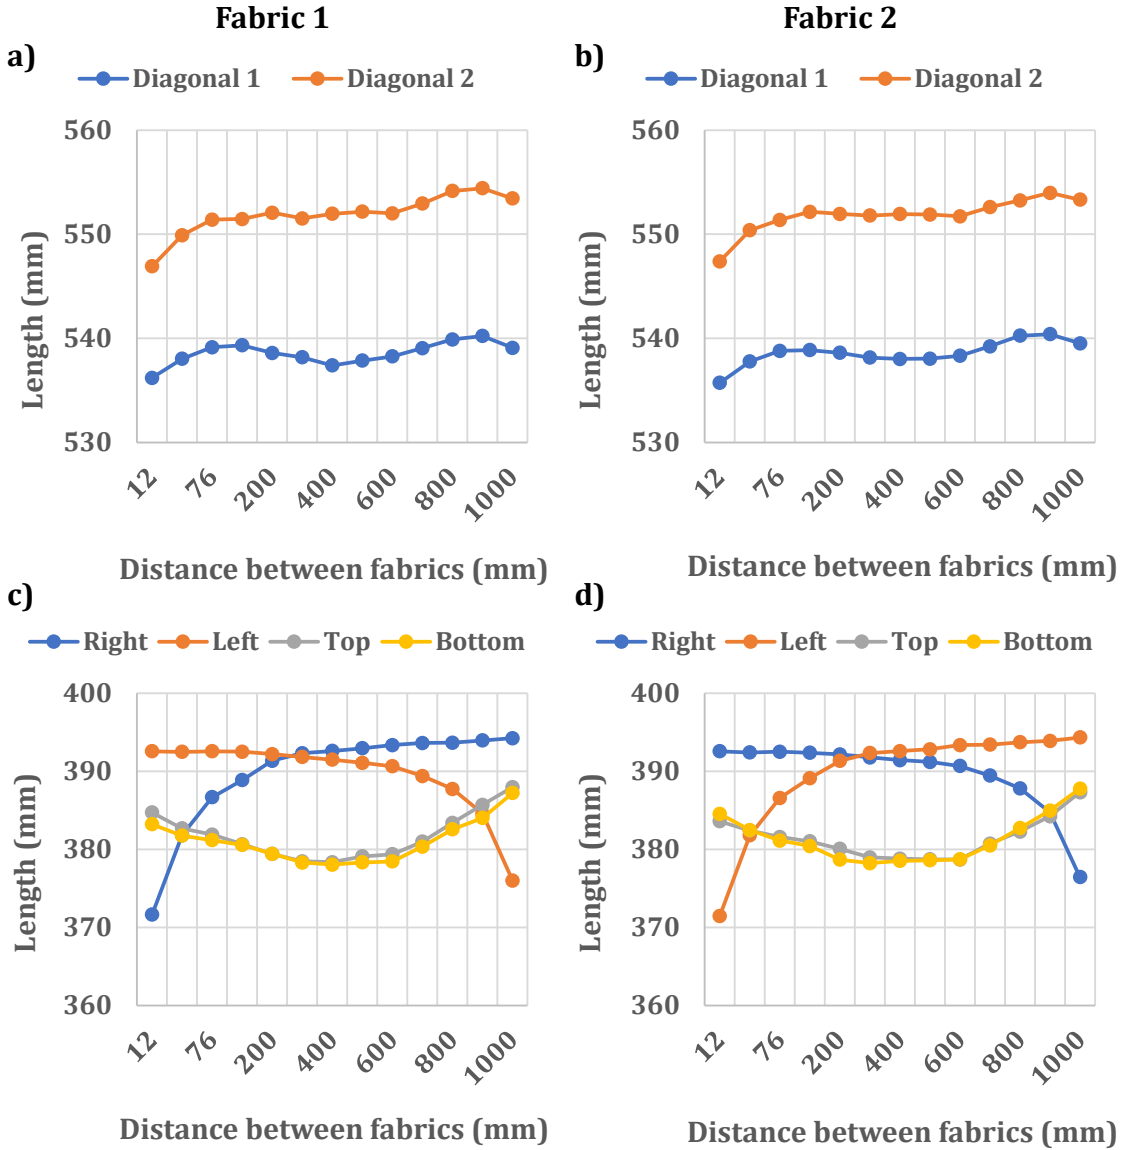 Fabric 1
Fabric 2
a)
Diagonal 1 Diagonal 2
560
550
540
530
Length (mm)
12 76 200 400 600 800 1000
Distance between fabrics (mm)
b)
Diagonal 1 Diagonal 2
560
550
540
530
Length (mm)
12 76 200 400 600 800 1000
Distance between fabrics (mm)
c)
Right Left Top Bottom
400
390
380
370
360
Length (mm)
12 76 200 400 600 800 1000
Distance between fabrics (mm)
d)
Right Left Top Bottom
400
390
380
370
360
Length (mm)
12 76 200 400 600 800 1000
Distance between fabrics (mm)